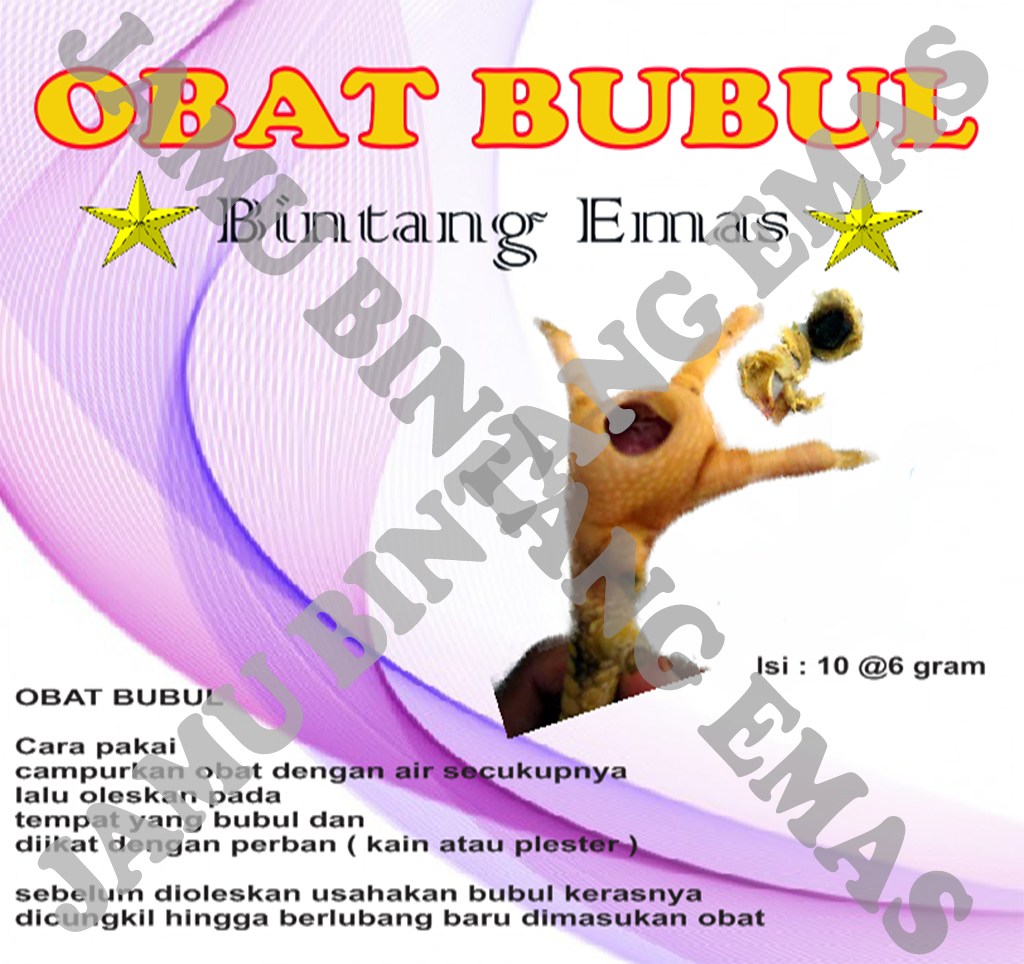 OBAT BUBUL
Bintang Emas
JAMU BINTANG EMAS
JAMU BINTANG EMAS
Isi : 10 @6 gram
OBAT BUBUL
Cara pakai
campurkan obat dengan air secukupnya
lalu oleskan pada
tempat yang bubul dan
diikat dengan perban ( kain atau plester )
sebelum dioleskan usahakan bubul kerasnya
dicungkil hingga berlubang baru dimasukan obat